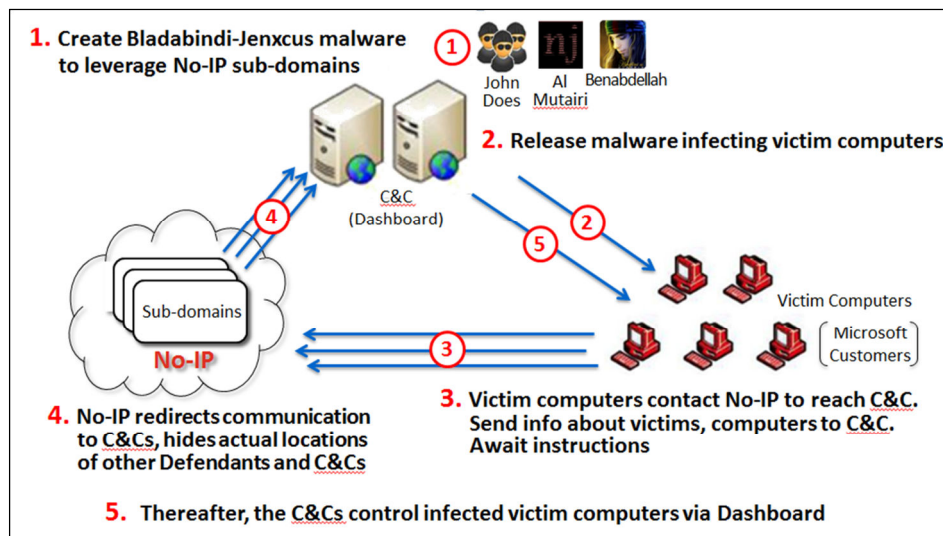 1. Create Bladabindi-Jenxcus malware
to leverage No-IP sub-domains
1
John
Does
Al
Mutairi
Benabdellah
2. Release malware infecting victim computers
C&C
(Dashboard)
4
2
5
Sub-domains
No-IP
Victim Computers
Microsoft
Customers
3
3. Victim computers contact No-IP to reach C&C.
Send info about victims, computers to C&C.
Await instructions
4. No-IP redirects communication
to C&Cs, hides actual locations
of other Defendants and C&Cs
5. Thereafter, the C&Cs control infected victim computers via Dashboard